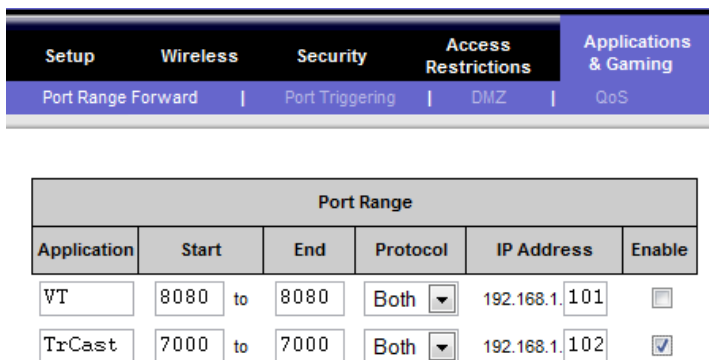 Setup Wireless Security Access Restrictions Applications & Gaming
Port Range Forward | Port Triggering | DMZ | QoS
Port Range
Application Start End Protocol IP Address Enable
VT 8080 to 8080 Both 192.168.1. 101
TrCast 7000 to 7000 Both 192.168.1. 102